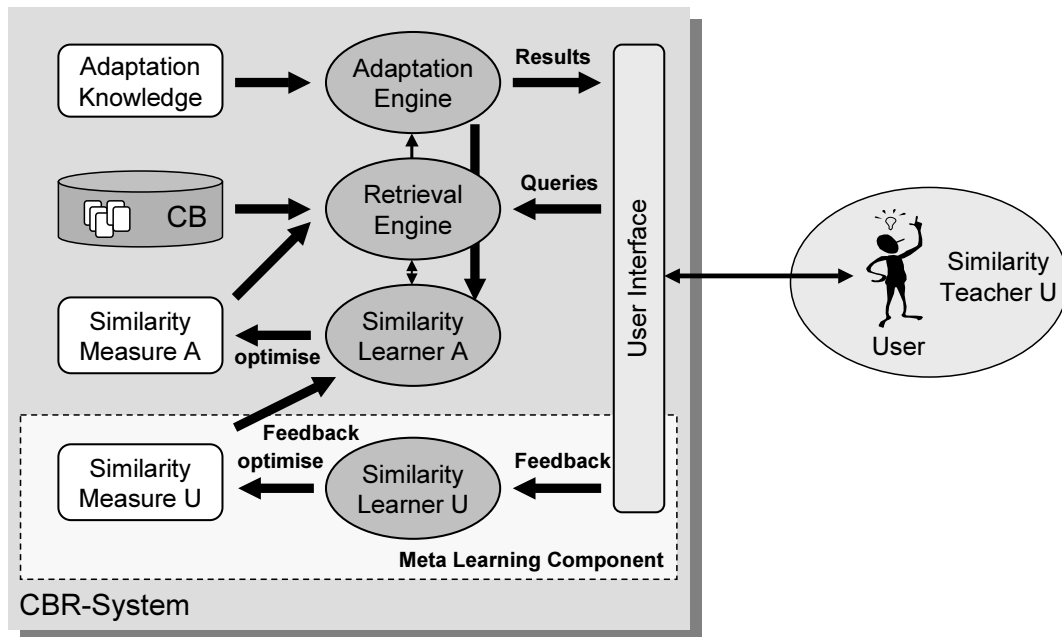 Adaptation
Knowledge
Adaptation
Engine
Results
CB
Retrieval
Engine
Queries
User Interface
Similarity
Teacher U
User
Similarity
Measure A
optimise
Similarity
Learner A
Feedback
Similarity
Measure U
optimise
Similarity
Learner U
Feedback
Meta Learning Component
CBR-System